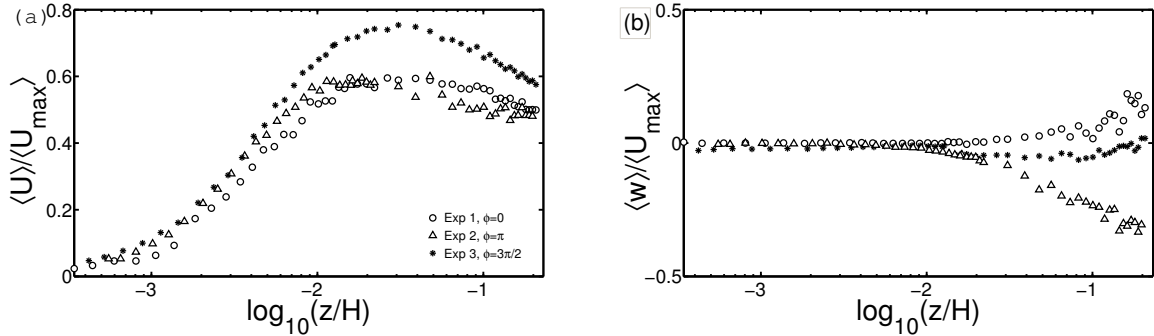 (a)
0.8
0.6
0.4
0.2
0
⟨U⟩/⟨U_max⟩
−3
−2
−1
log10(z/H)
Exp 1, ϕ=0
Exp 2, ϕ=π
Exp 3, ϕ=3π/2
(b)
0.5
0
−0.5
⟨w⟩/⟨U_max⟩
−3
−2
−1
log10(z/H)